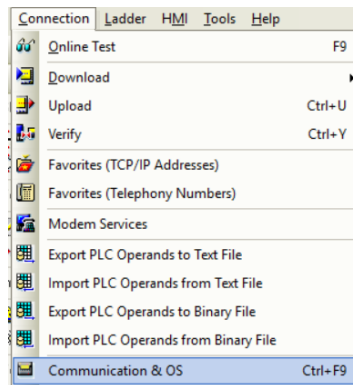 Connection Ladder HMI Tools Help
Online Test F9
Download
Upload Ctrl+U
Verify Ctrl+Y
Favorites (TCP/IP Addresses)
Favorites (Telephony Numbers)
Modem Services
Export PLC Operands to Text File
Import PLC Operands from Text File
Export PLC Operands to Binary File
Import PLC Operands from Binary File
Communication & OS Ctrl+F9